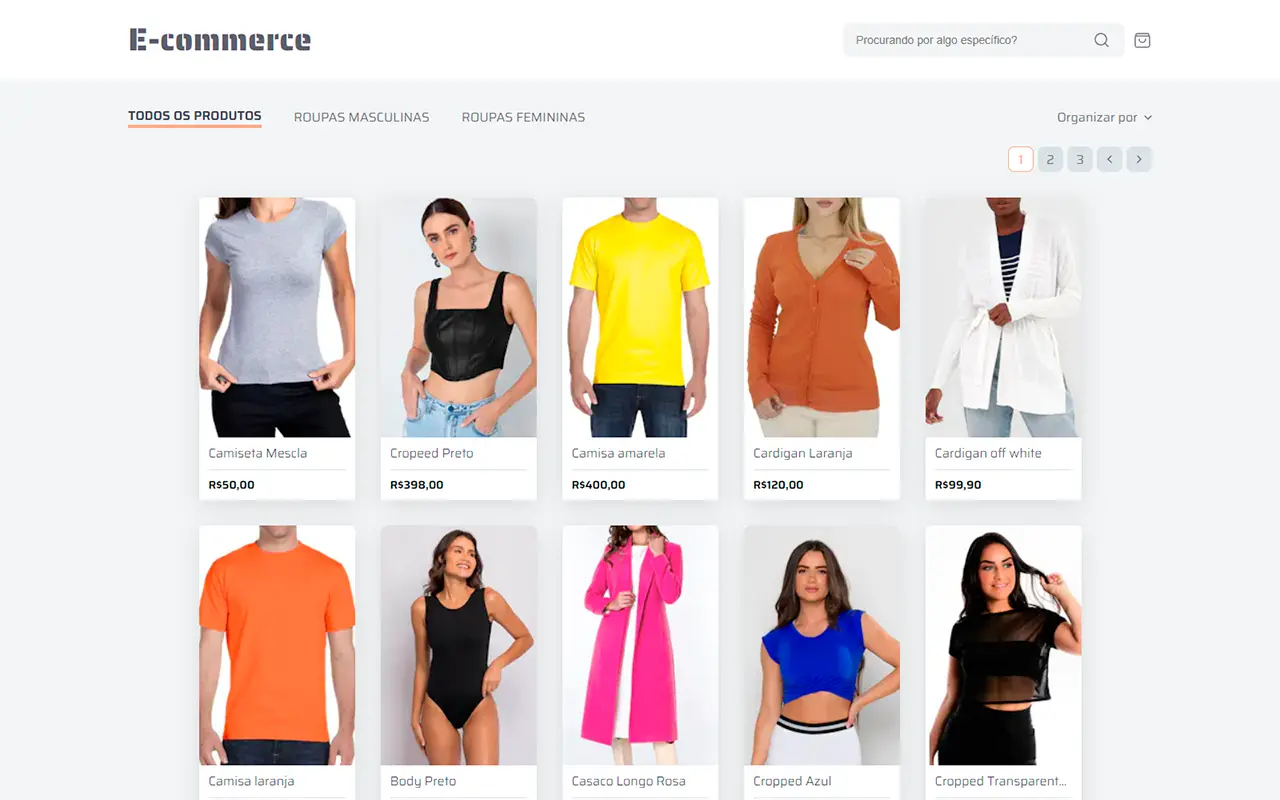 E-commerce
Procurando por algo específico?
TODOS OS PRODUTOS ROUPAS MASCULINAS ROUPAS FEMININAS Organizar por
1 2 3
Camiseta Mescla Cropeed Preto Camisa amarela Cardigan Laranja Cardigan off white
R$50,00 R$398,00 R$400,00 R$120,00 R$99,90
Camisa laranja Body Preto Casaco Longo Rosa Cropped Azul Cropped Transparent...